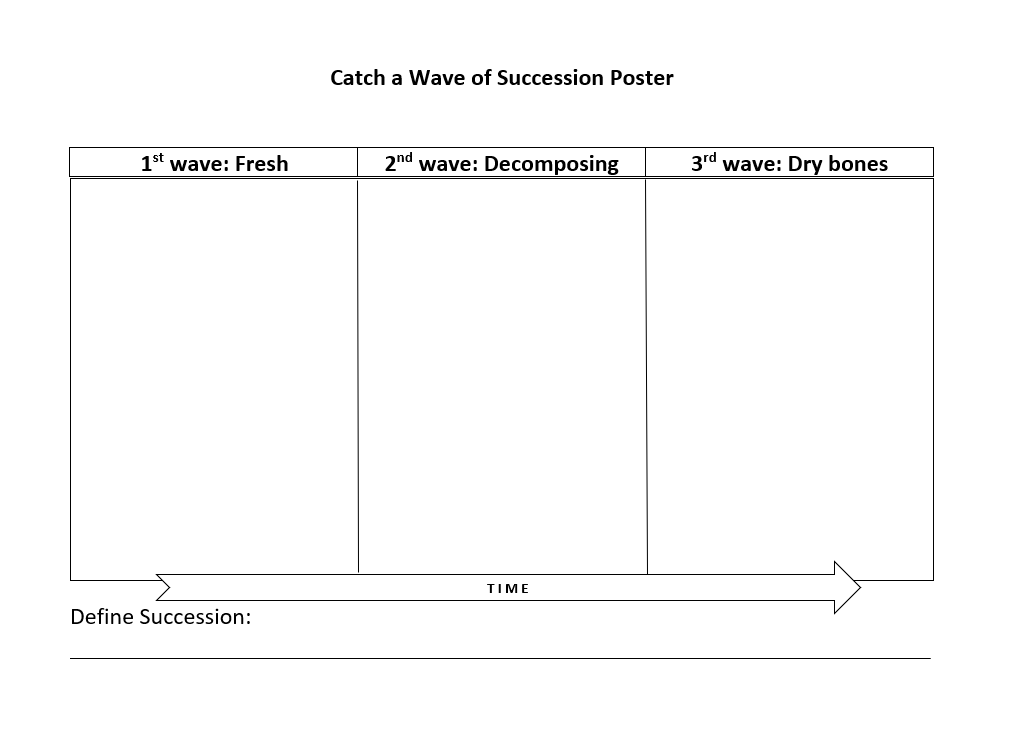 Catch a Wave of Succession Poster
1st wave: Fresh
2nd wave: Decomposing
3rd wave: Dry bones
TIME
Define Succession: